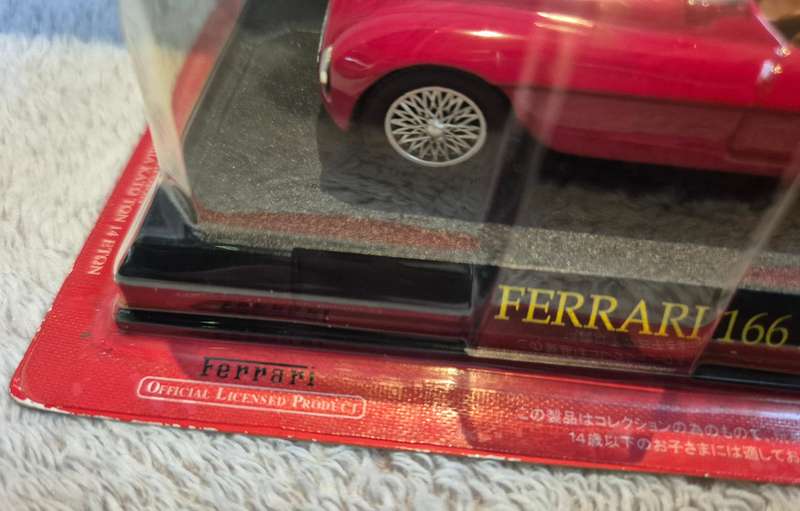 FERRARI 166
Ferrari
OFFICIAL LICENSED PRODUCT
この製品はコレクションの為のもので、
14歳以下のお子さまには適してお
14 ΕΤΩΝ